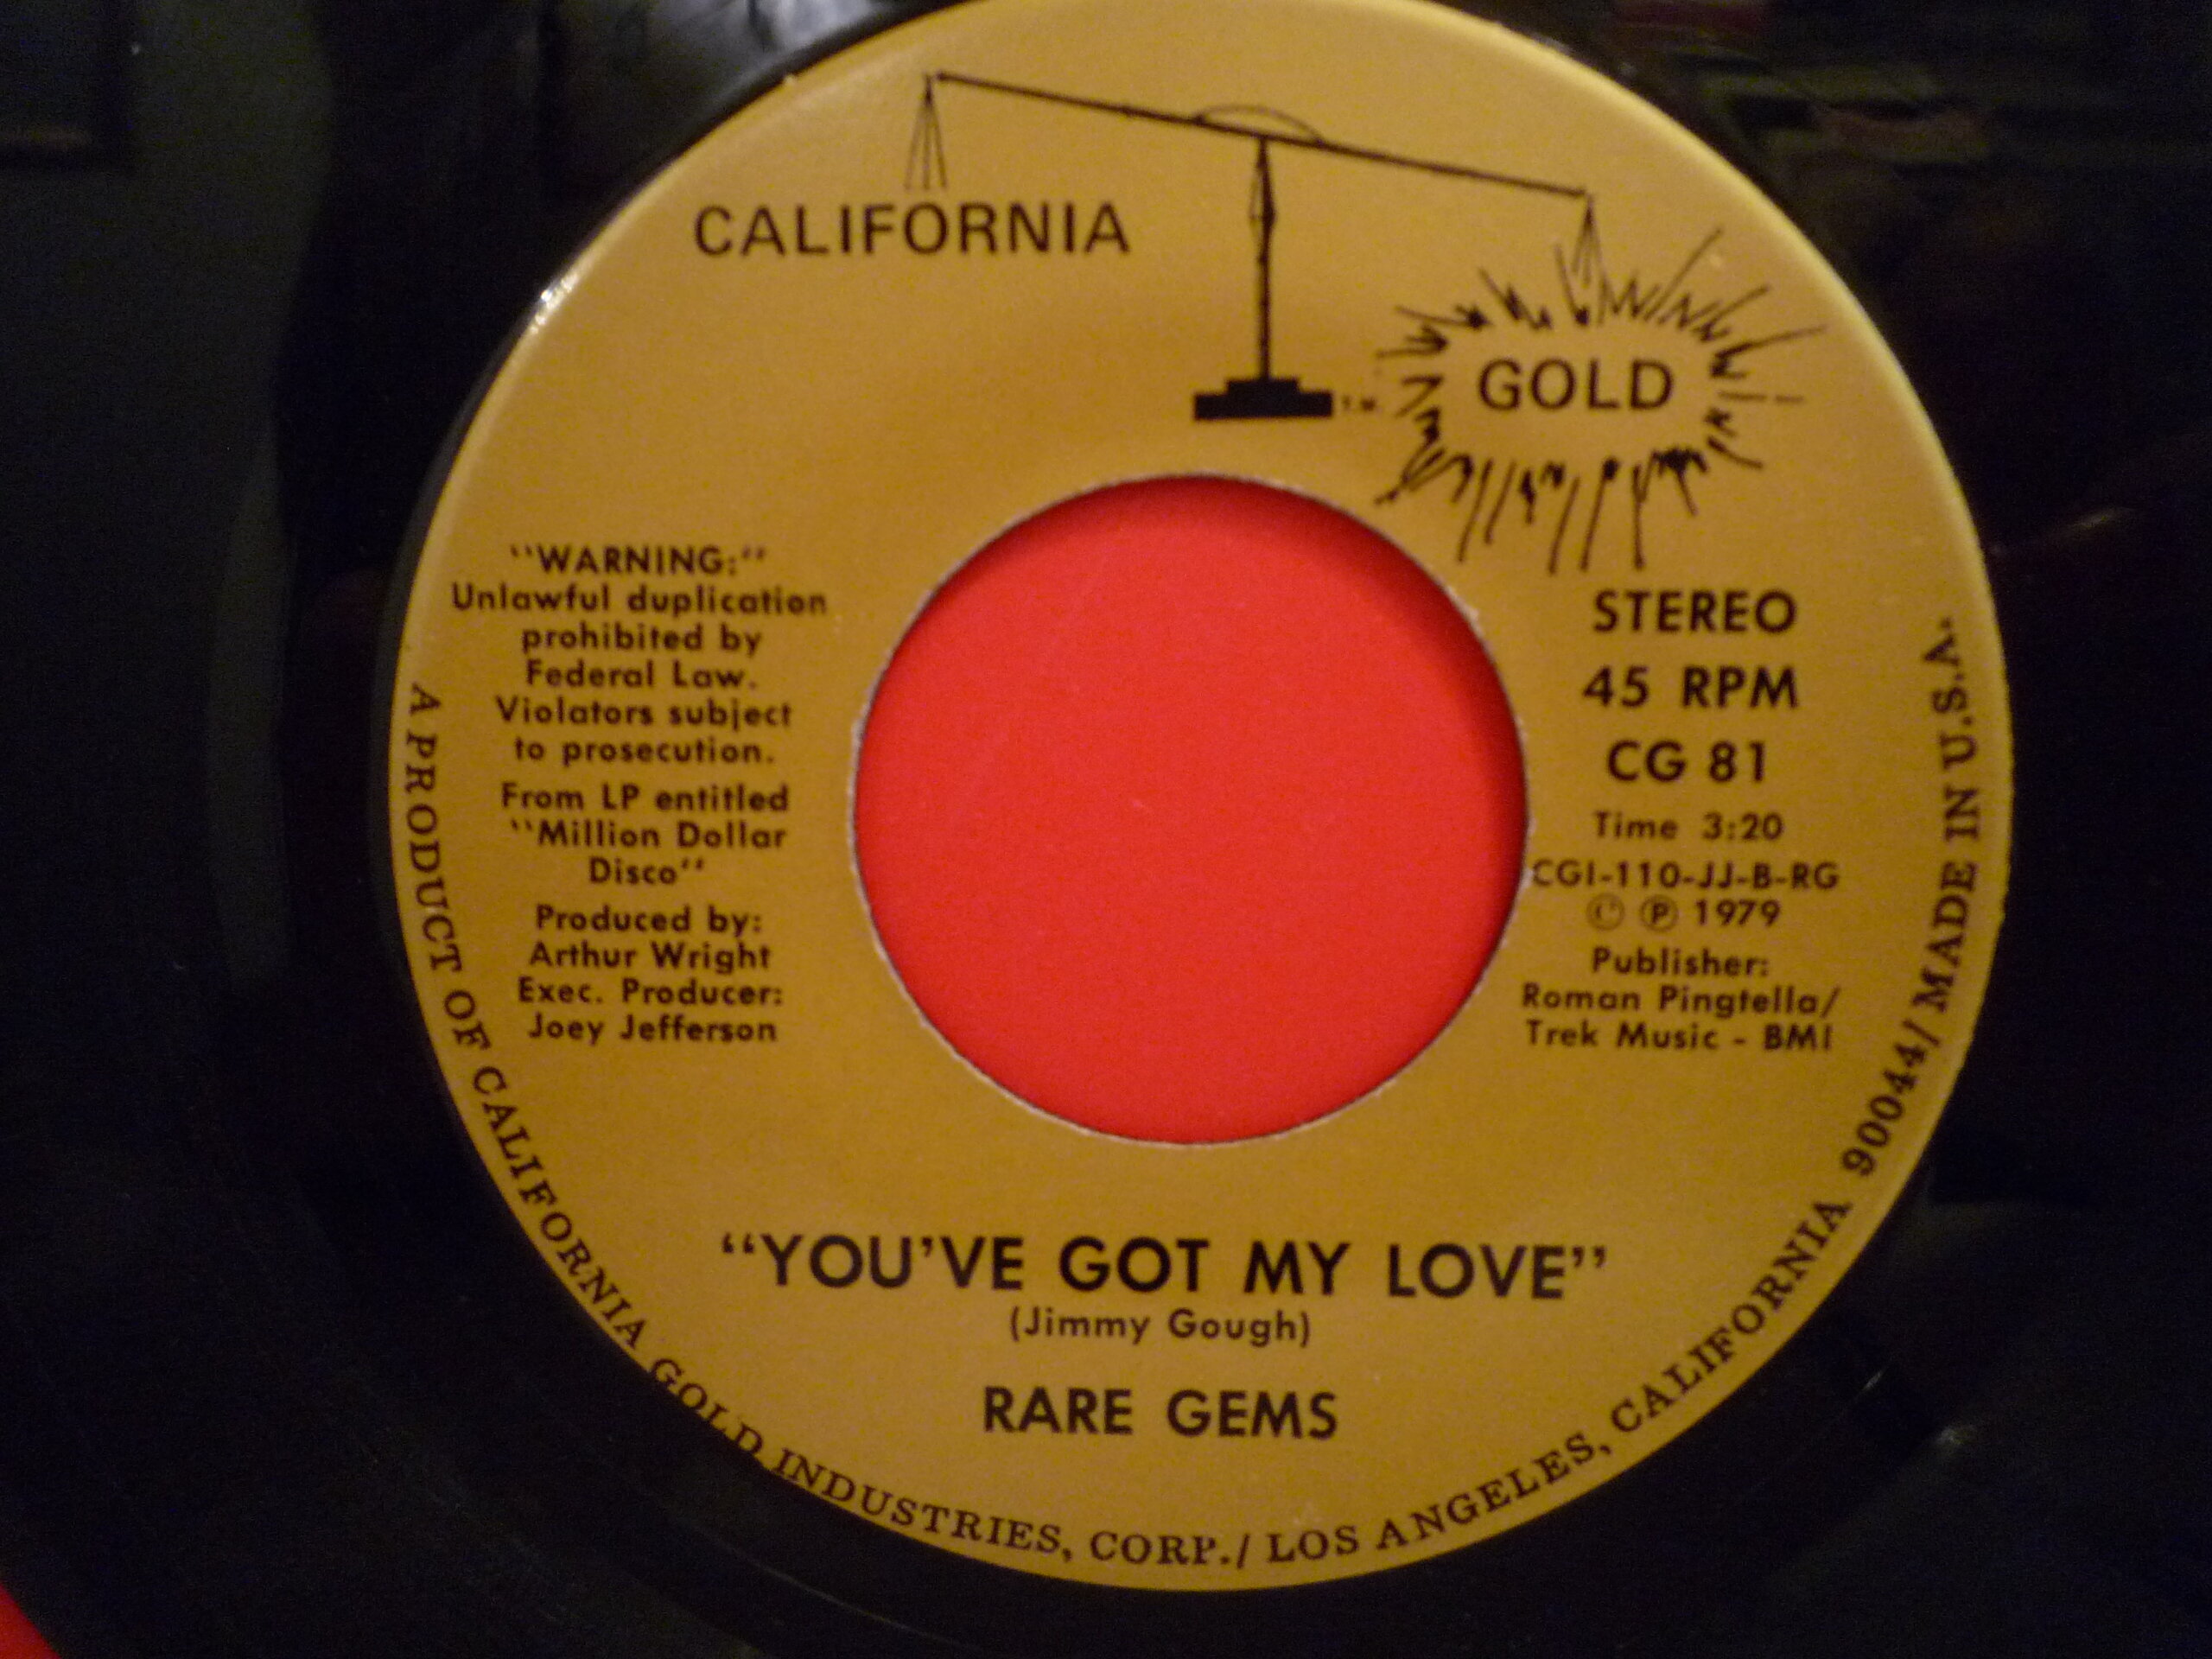 CALIFORNIA
GOLD
T.M.
"WARNING:"
Unlawful duplication
prohibited by
Federal Law.
Violators subject
to prosecution.
From LP entitled
"Million Dollar
Disco"
Produced by:
Arthur Wright
Exec. Producer:
Joey Jefferson
STEREO
45 RPM
CG 81
Time 3:20
CGI-110-JJ-B-RG
© ℗ 1979
Publisher:
Roman Pingtella/
Trek Music - BMI
"YOU'VE GOT MY LOVE"
(Jimmy Gough)
RARE GEMS
A PRODUCT OF CALIFORNIA GOLD INDUSTRIES, CORP./ LOS ANGELES, CALIFORNIA 90044/ MADE IN U.S.A.